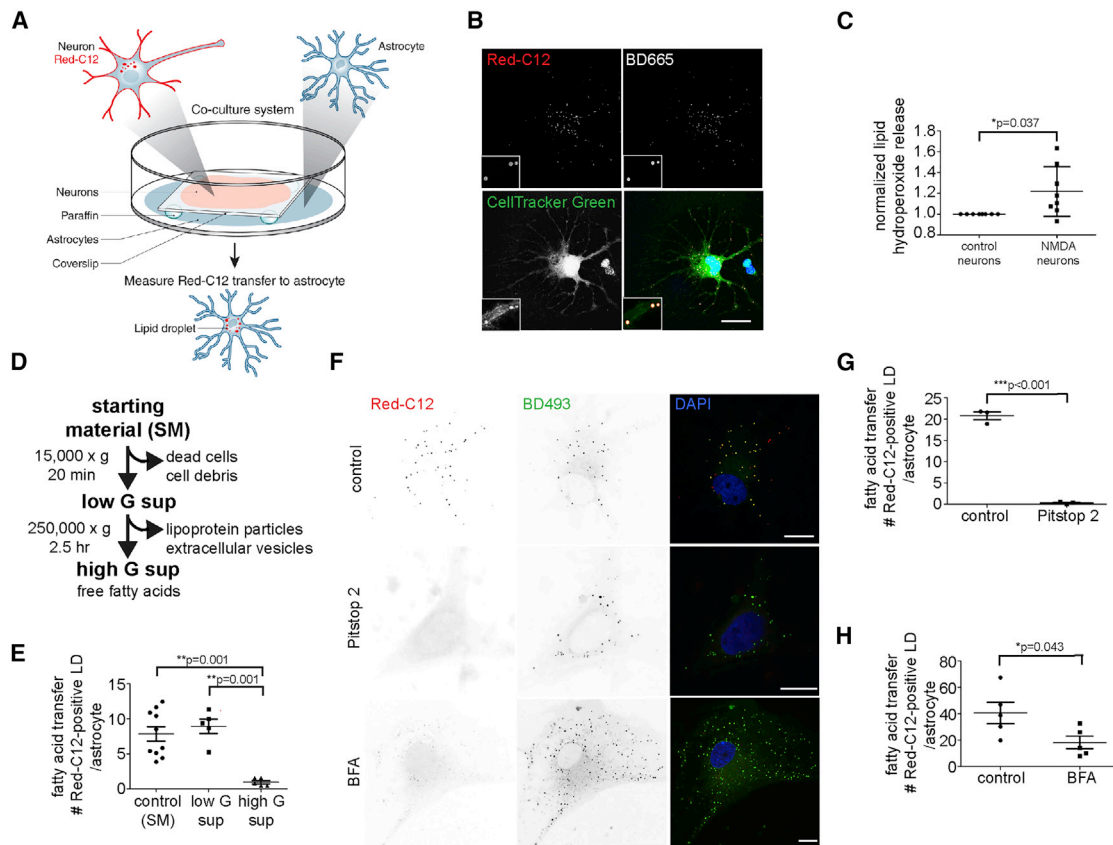 A
Neuron
Red-C12
Astrocyte
Co-culture system
Neurons
Paraffin
Astrocytes
Coverslip
Measure Red-C12 transfer to astrocyte
Lipid droplet
B
Red-C12
BD665
CellTracker Green
C
normalized lipid
hydroperoxide release
1.8
1.6
1.4
1.2
1.0
0.8
*p=0.037
control
neurons
NMDA
neurons
D
starting
material (SM)
15,000 x g
20 min
dead cells
cell debris
low G sup
250,000 x g
2.5 hr
lipoprotein particles
extracellular vesicles
high G sup
free fatty acids
E
fatty acid transfer
# Red-C12-positive LD
/astrocyte
15
10
5
0
**p=0.001
**p=0.001
control
(SM)
low G
sup
high G
sup
F
Red-C12
BD493
DAPI
control
Pitstop 2
BFA
G
fatty acid transfer
# Red-C12-positive LD
/astrocyte
25
20
15
10
5
0
***p<0.001
control
Pitstop 2
H
fatty acid transfer
# Red-C12-positive LD
/astrocyte
80
60
40
20
0
*p=0.043
control
BFA